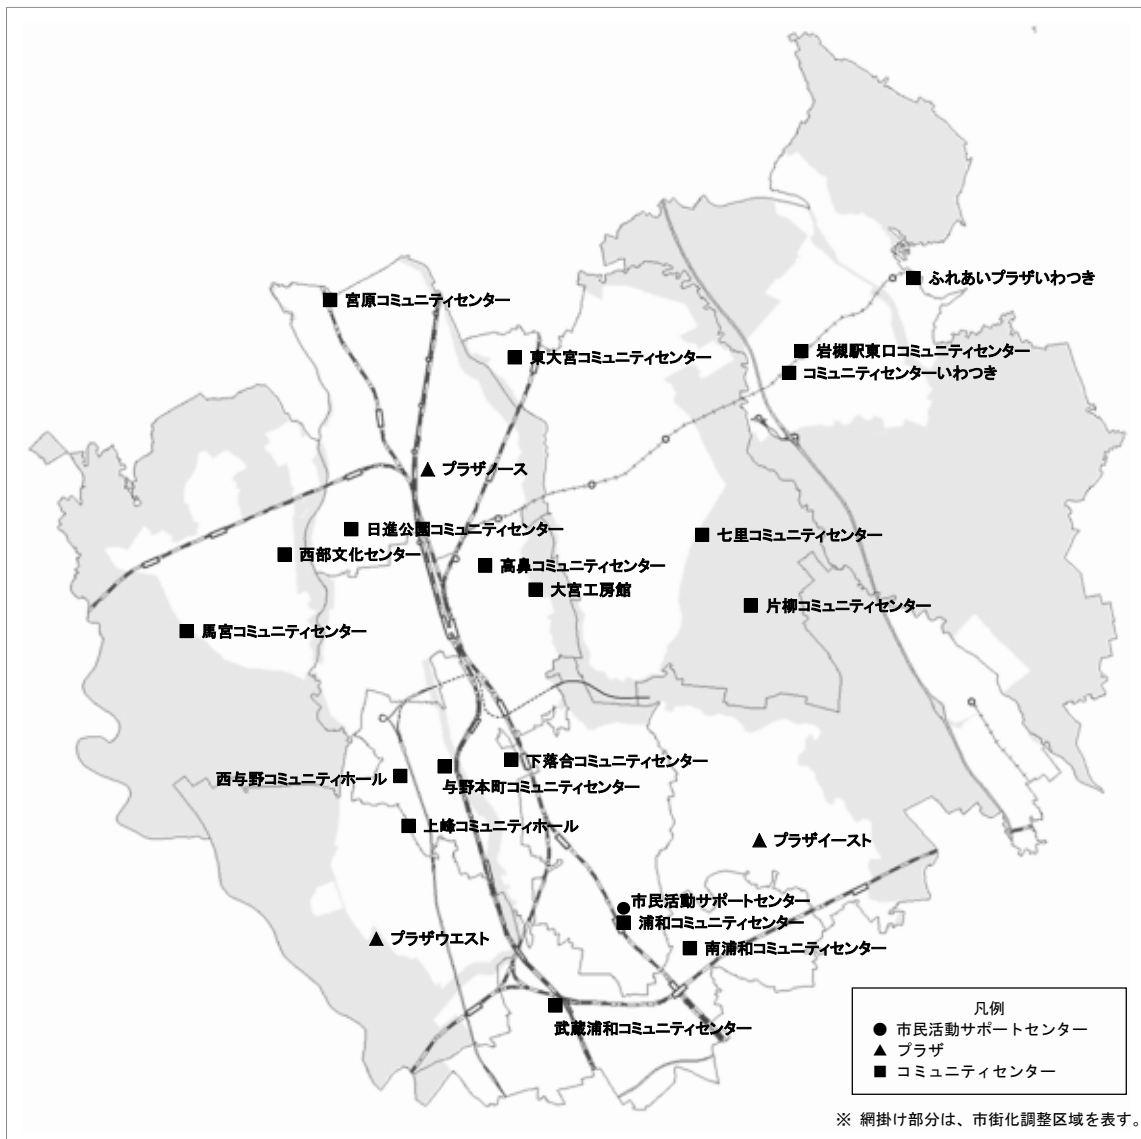 ふれあいプラザいわつき
宮原コミュニティセンター
岩槻駅東口コミュニティセンター
東大宮コミュニティセンター
コミュニティセンターいわつき
プラザノース
日進公園コミュニティセンター
七里コミュニティセンター
西部文化センター
高鼻コミュニティセンター
大宮工房館
片柳コミュニティセンター
馬宮コミュニティセンター
下落合コミュニティセンター
西与野コミュニティホール
与野本町コミュニティセンター
上峰コミュニティホール
プラザイースト
市民活動サポートセンター
浦和コミュニティセンター
プラザウエスト
南浦和コミュニティセンター
武蔵浦和コミュニティセンター
凡例
● 市民活動サポートセンター
▲ プラザ
■ コミュニティセンター
※ 網掛け部分は、市街化調整区域を表す。